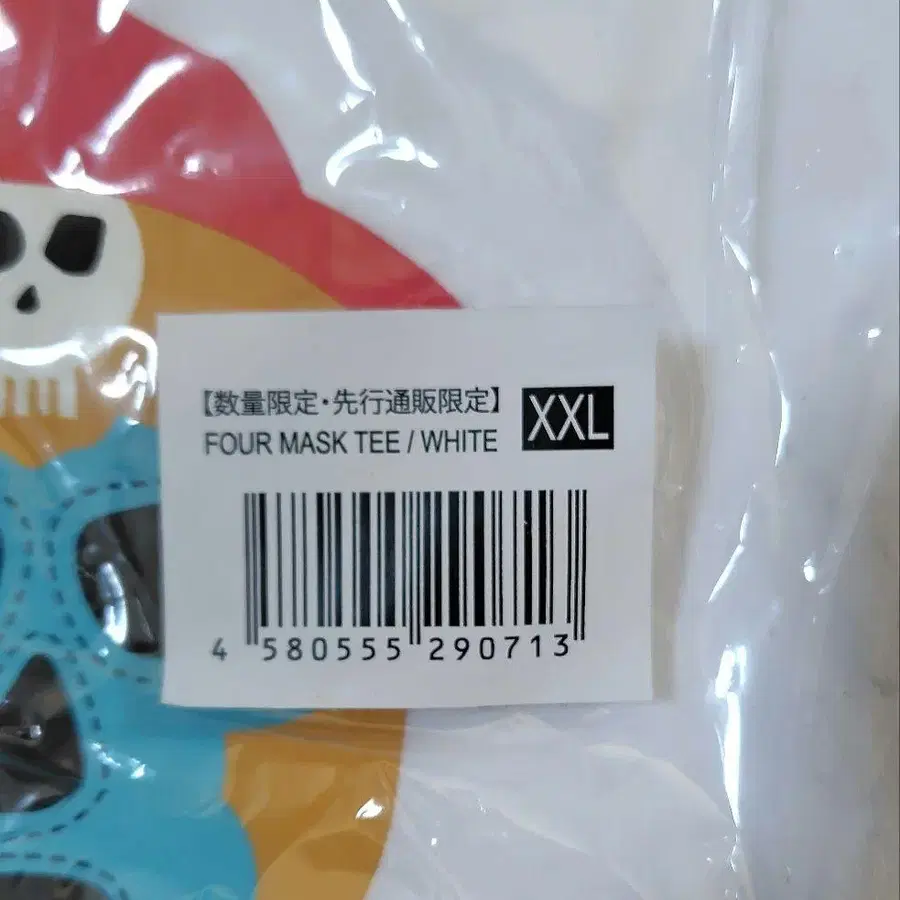 【数量限定・先行通販限定】
FOUR MASK TEE / WHITE
XXL
4 580555 290713